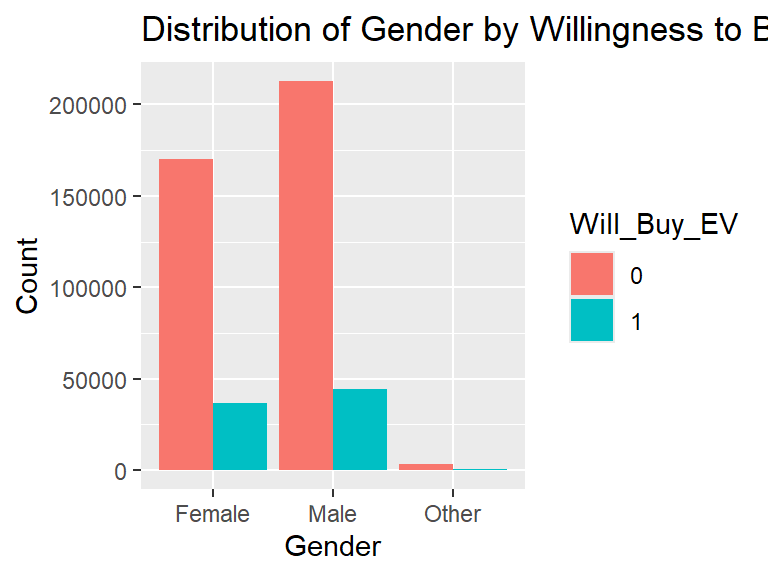 Distribution of Gender by Willingness to B
200000
150000
100000
50000
0
Count
Female Male Other
Gender
Will_Buy_EV
0
1